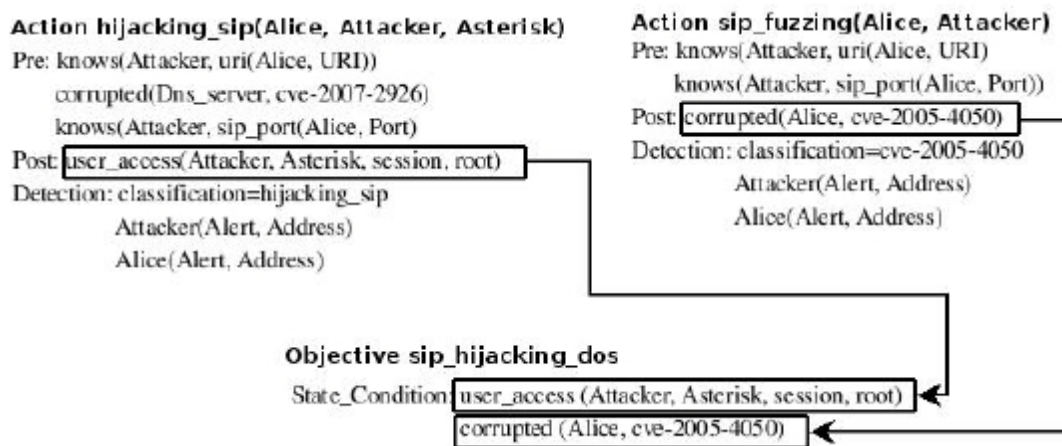 Action hijacking_sip(Alice, Attacker, Asterisk)
Pre: knows(Attacker, uri(Alice, URI))
corrupted(Dns_server, cve-2007-2926)
knows(Attacker, sip_port(Alice, Port)
Post: user_access(Attacker, Asterisk, session, root)
Detection: classification=hijacking_sip
Attacker(Alert, Address)
Alice(Alert, Address)
Action sip_fuzzing(Alice, Attacker)
Pre: knows(Attacker, uri(Alice, URI)
knows(Attacker, sip_port(Alice, Port))
Post: corrupted(Alice, cve-2005-4050)
Detection: classification=cve-2005-4050
Attacker(Alert, Address)
Alice(Alert, Address)
Objective sip_hijacking_dos
State_Condition: user_access (Attacker, Asterisk, session, root)
corrupted (Alice, cve-2005-4050)